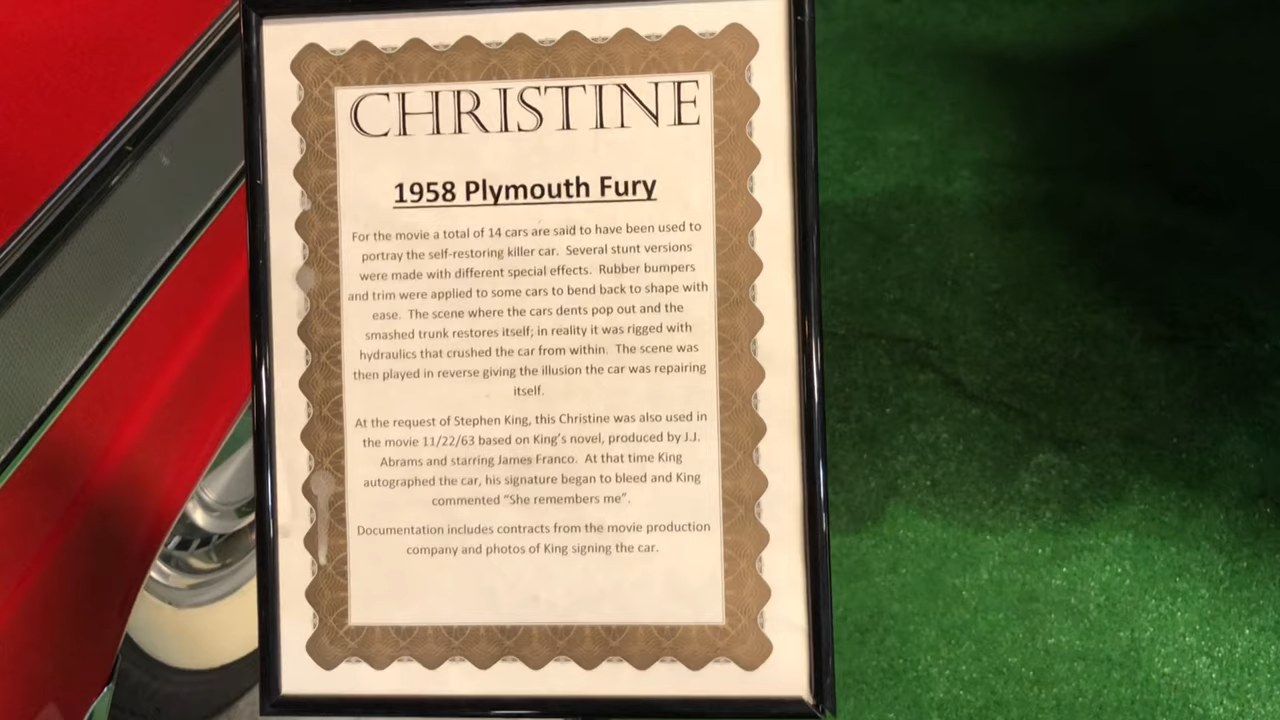 CHRISTINE
1958 Plymouth Fury
For the movie a total of 14 cars are said to have been used to
portray the self-restoring killer car. Several stunt versions
were made with different special effects. Rubber bumpers
and trim were applied to some cars to bend back to shape with
ease. The scene where the cars dents pop out and the
smashed trunk restores itself; in reality it was rigged with
hydraulics that crushed the car from within. The scene was
then played in reverse giving the illusion the car was repairing
itself.
At the request of Stephen King, this Christine was also used in
the movie 11/22/63 based on King's novel, produced by J.J.
Abrams and starring James Franco. At that time King
autographed the car, his signature began to bleed and King
commented “She remembers me”.
Documentation includes contracts from the movie production
company and photos of King signing the car.